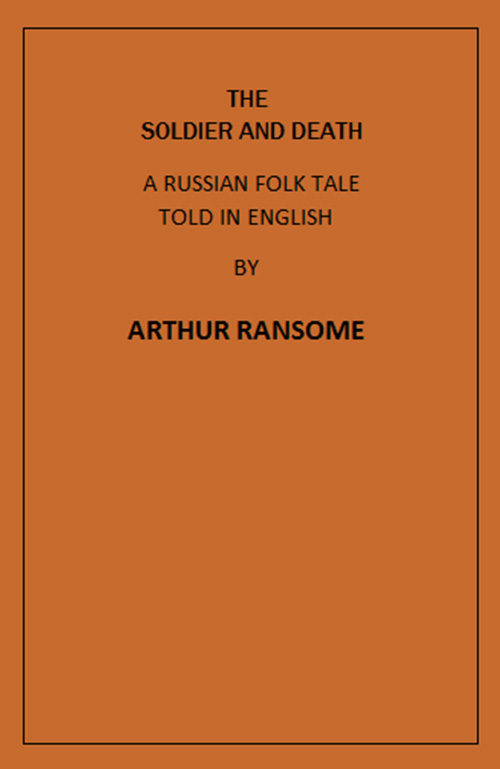 THE
SOLDIER AND DEATH
A RUSSIAN FOLK TALE
TOLD IN ENGLISH
BY
ARTHUR RANSOME